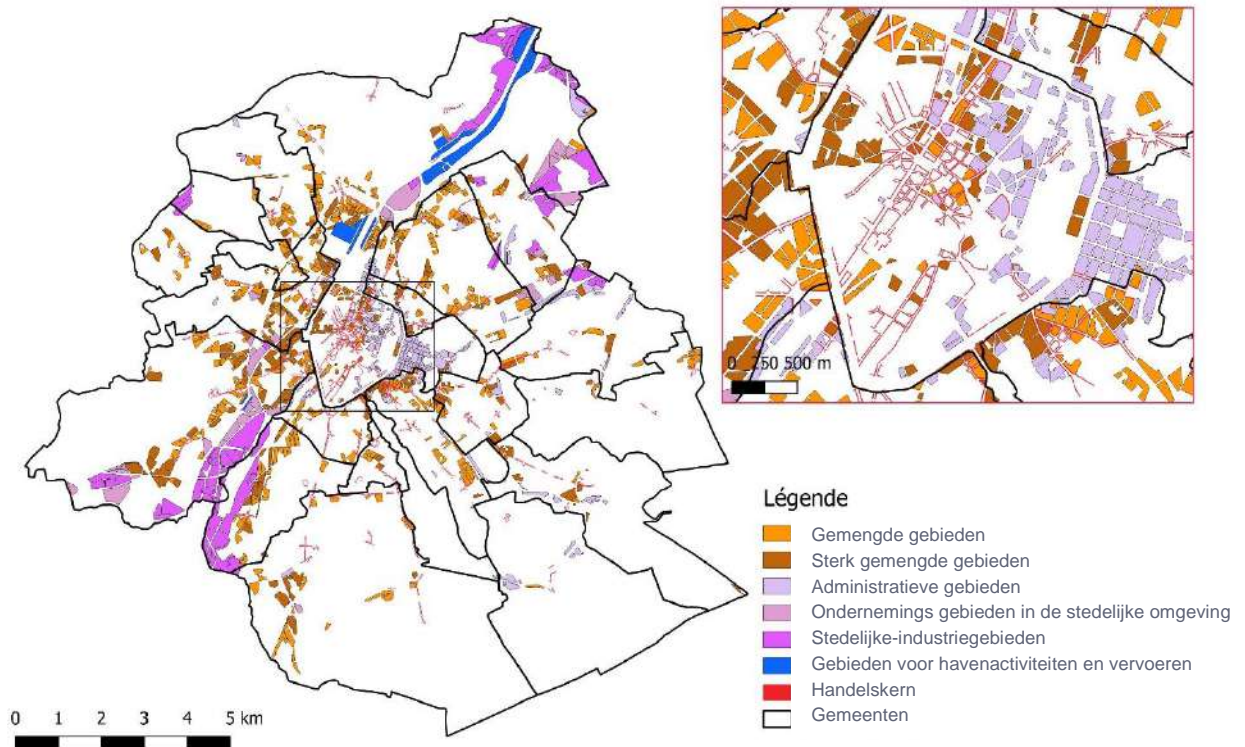 0 250 500 m
Légende
Gemengde gebieden
Sterk gemengde gebieden
Administratieve gebieden
Ondernemings gebieden in de stedelijke omgeving
Stedelijke-industriegebieden
Gebieden voor havenactiviteiten en vervoeren
Handelskern
Gemeenten
0 1 2 3 4 5 km